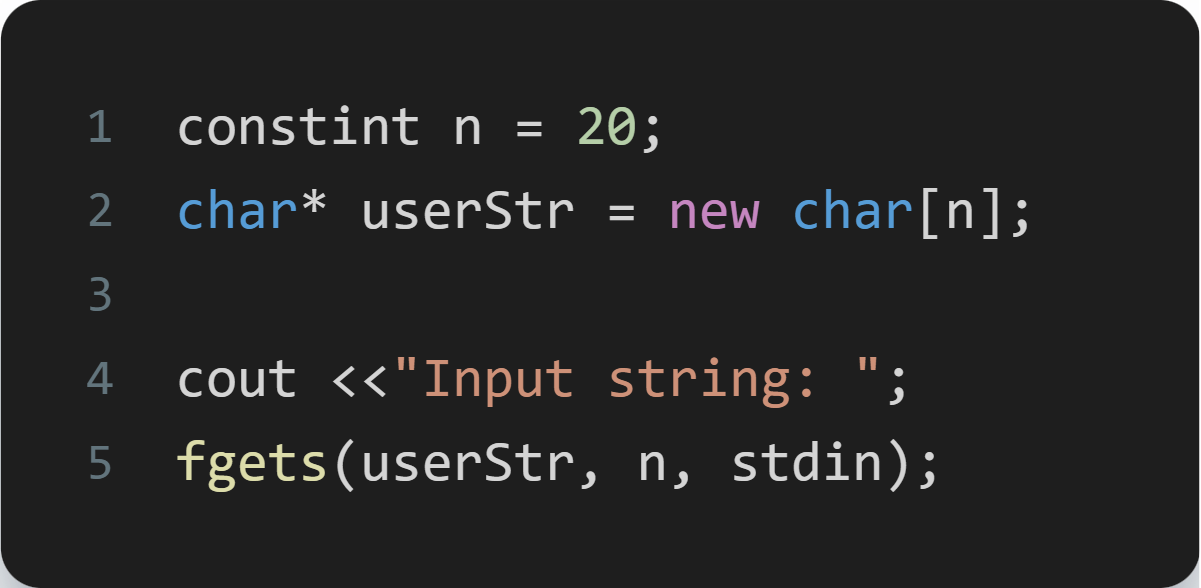 1 constint n = 20;
2 char* userStr = new char[n];
3
4 cout <<"Input string: ";
5 fgets(userStr, n, stdin);